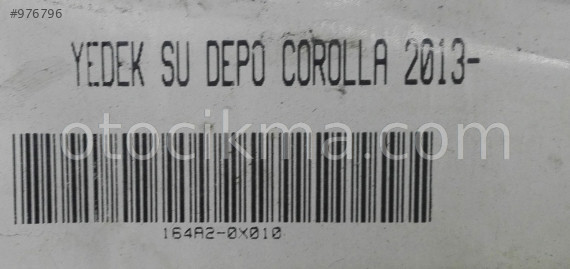 #976796
YEDEK SU DEPO COROLLA 2013-
otocikma.com
164A2-0X010